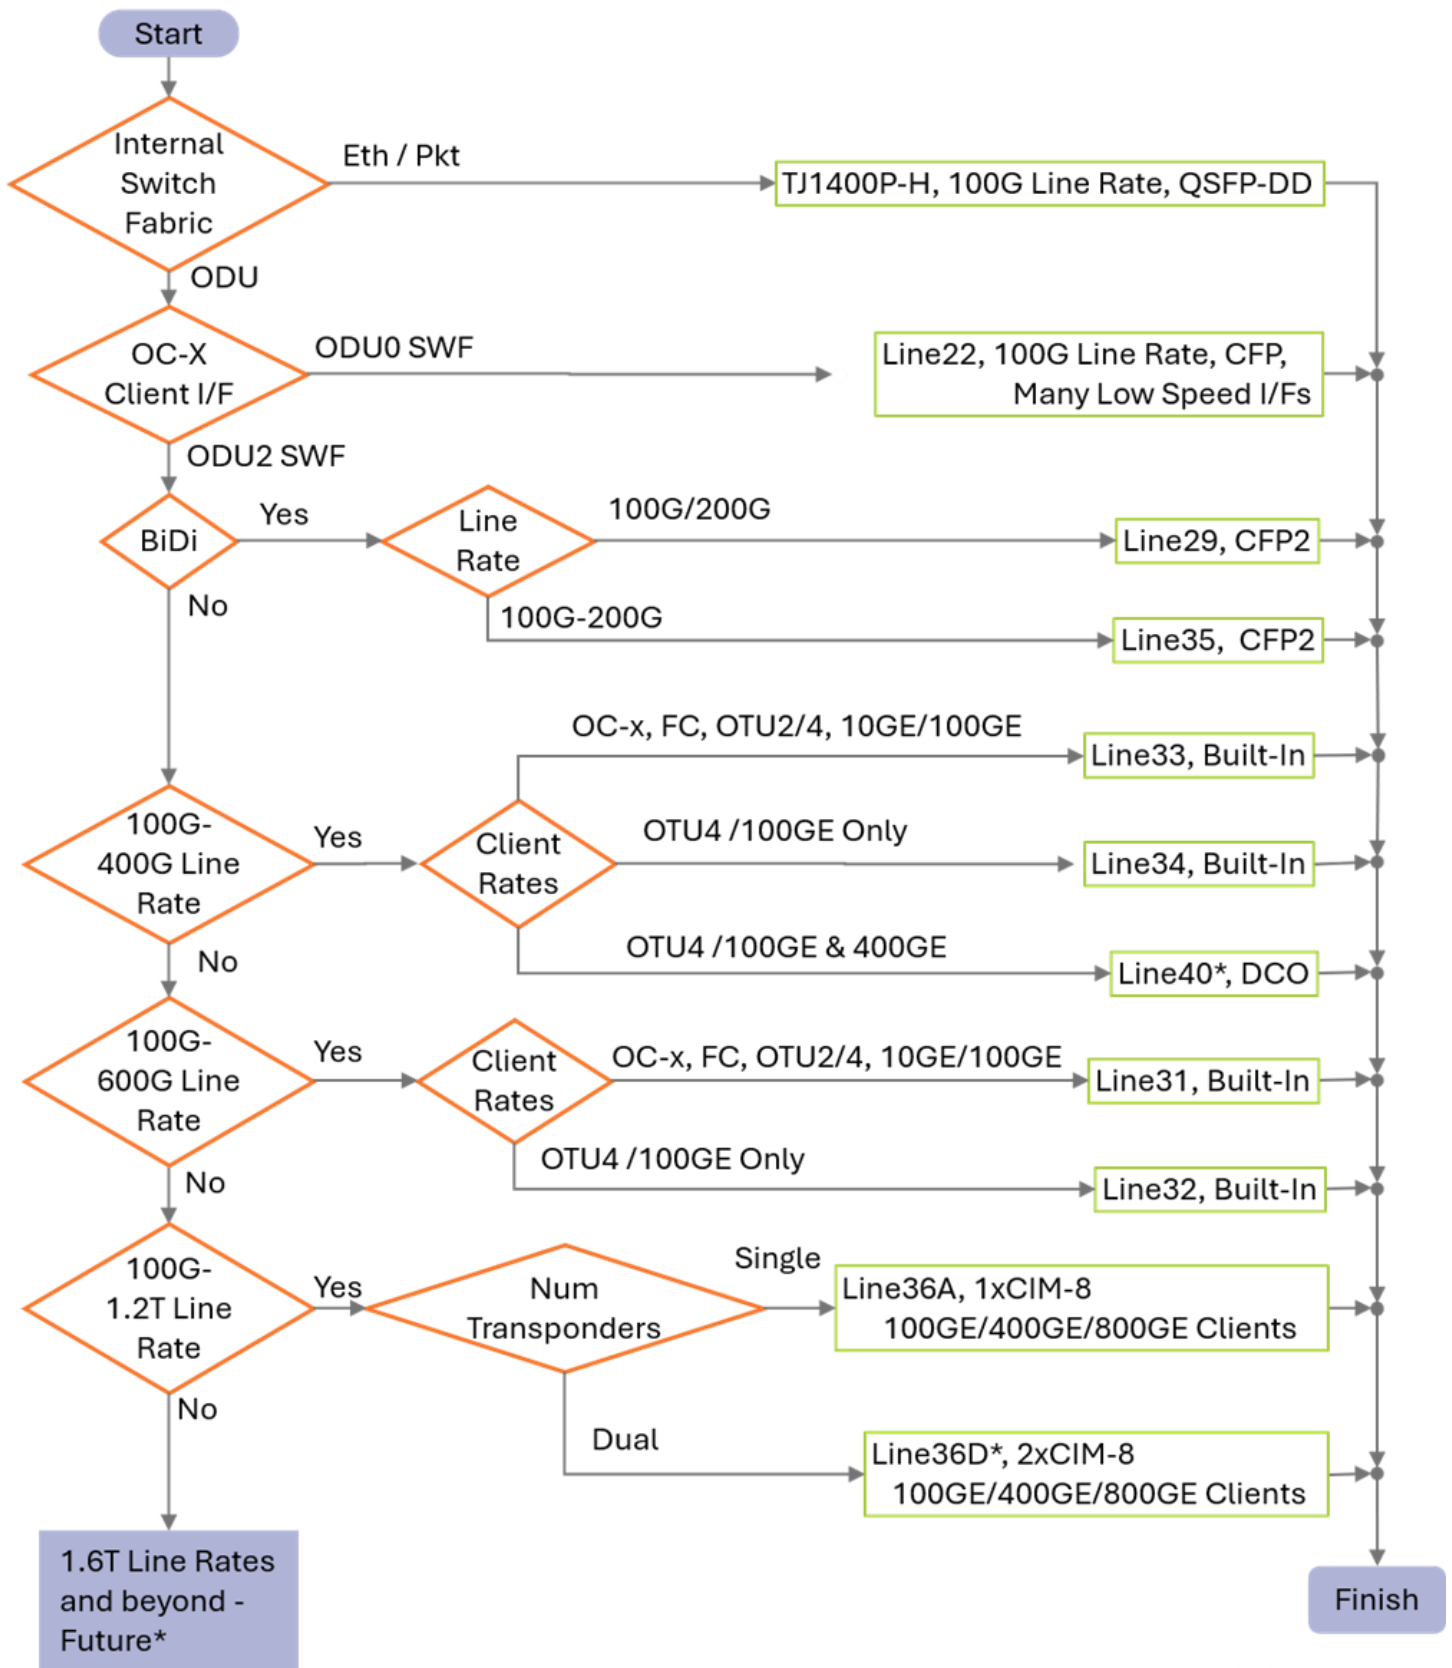 Start
Internal
Switch
Fabric
Eth / Pkt
TJ1400P-H, 100G Line Rate, QSFP-DD
ODU
OC-X
Client I/F
ODU0 SWF
Line22, 100G Line Rate, CFP,
Many Low Speed I/Fs
ODU2 SWF
BiDi
Yes
Line
Rate
100G/200G
Line29, CFP2
No
100G-200G
Line35, CFP2
OC-x, FC, OTU2/4, 10GE/100GE
Line33, Built-In
100G-
400G Line
Rate
Yes
Client
Rates
OTU4 /100GE Only
Line34, Built-In
OTU4 /100GE & 400GE
Line40*, DCO
No
100G-
600G Line
Rate
Yes
Client
Rates
OC-x, FC, OTU2/4, 10GE/100GE
Line31, Built-In
OTU4 /100GE Only
Line32, Built-In
No
100G-
1.2T Line
Rate
Yes
Num
Transponders
Single
Line36A, 1xCIM-8
100GE/400GE/800GE Clients
No
Dual
Line36D*, 2xCIM-8
100GE/400GE/800GE Clients
1.6T Line Rates
and beyond -
Future*
Finish